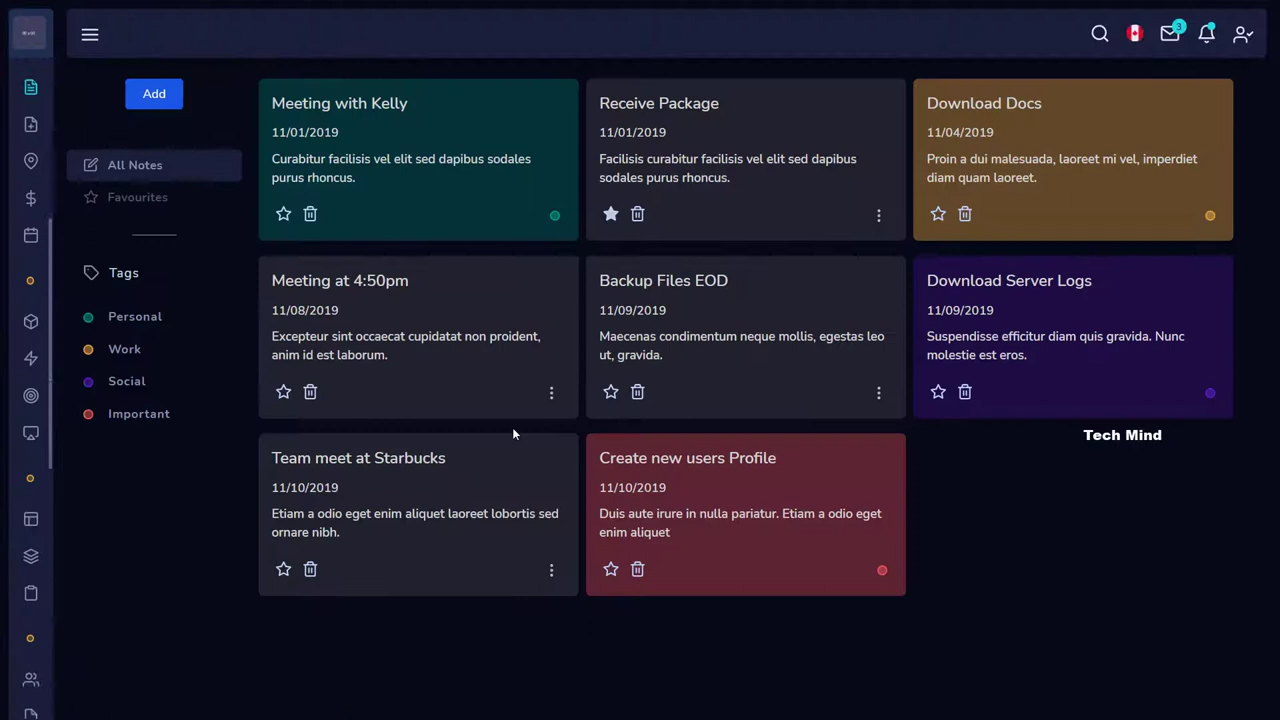 3
Add
All Notes
Favourites
Tags
Personal
Work
Social
Important
Meeting with Kelly
11/01/2019
Curabitur facilisis vel elit sed dapibus sodales
purus rhoncus.
Receive Package
11/01/2019
Facilisis curabitur facilisis vel elit sed dapibus
sodales purus rhoncus.
Download Docs
11/04/2019
Proin a dui malesuada, laoreet mi vel, imperdiet
diam quam laoreet.
Meeting at 4:50pm
11/08/2019
Excepteur sint occaecat cupidatat non proident,
anim id est laborum.
Backup Files EOD
11/09/2019
Maecenas condimentum neque mollis, egestas leo
ut, gravida.
Download Server Logs
11/09/2019
Suspendisse efficitur diam quis gravida. Nunc
molestie est eros.
Team meet at Starbucks
11/10/2019
Etiam a odio eget enim aliquet laoreet lobortis sed
ornare nibh.
Create new users Profile
11/10/2019
Duis aute irure in nulla pariatur. Etiam a odio eget
enim aliquet
Tech Mind